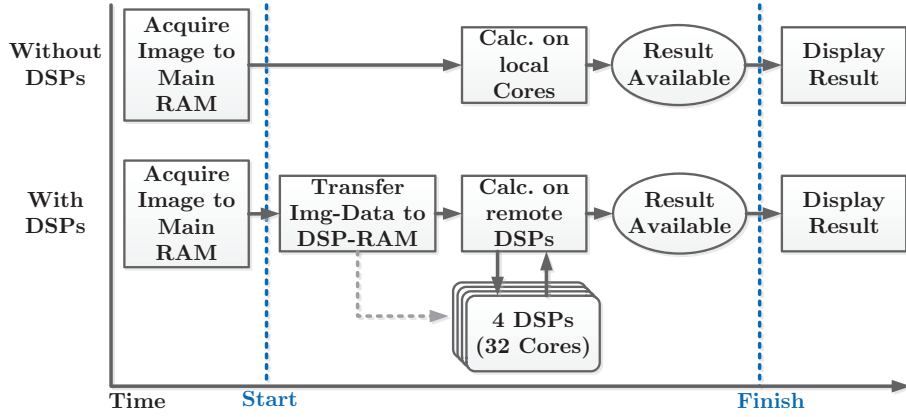 Without
DSPs
Acquire
Image to
Main
RAM
Calc. on
local
Cores
Result
Available
Display
Result
With
DSPs
Acquire
Image to
Main
RAM
Transfer
Img-Data to
DSP-RAM
Calc. on
remote
DSPs
Result
Available
Display
Result
4 DSPs
(32 Cores)
Time
Start
Finish